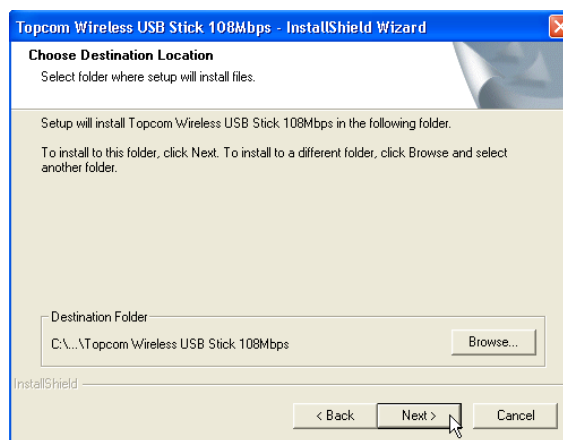 Topcom Wireless USB Stick 108Mbps - InstallShield Wizard
Choose Destination Location
Select folder where setup will install files.
Setup will install Topcom Wireless USB Stick 108Mbps in the following folder.
To install to this folder, click Next. To install to a different folder, click Browse and select
another folder.
Destination Folder
C:\...\Topcom Wireless USB Stick 108Mbps
Browse...
InstallShield
< Back
Next >
Cancel